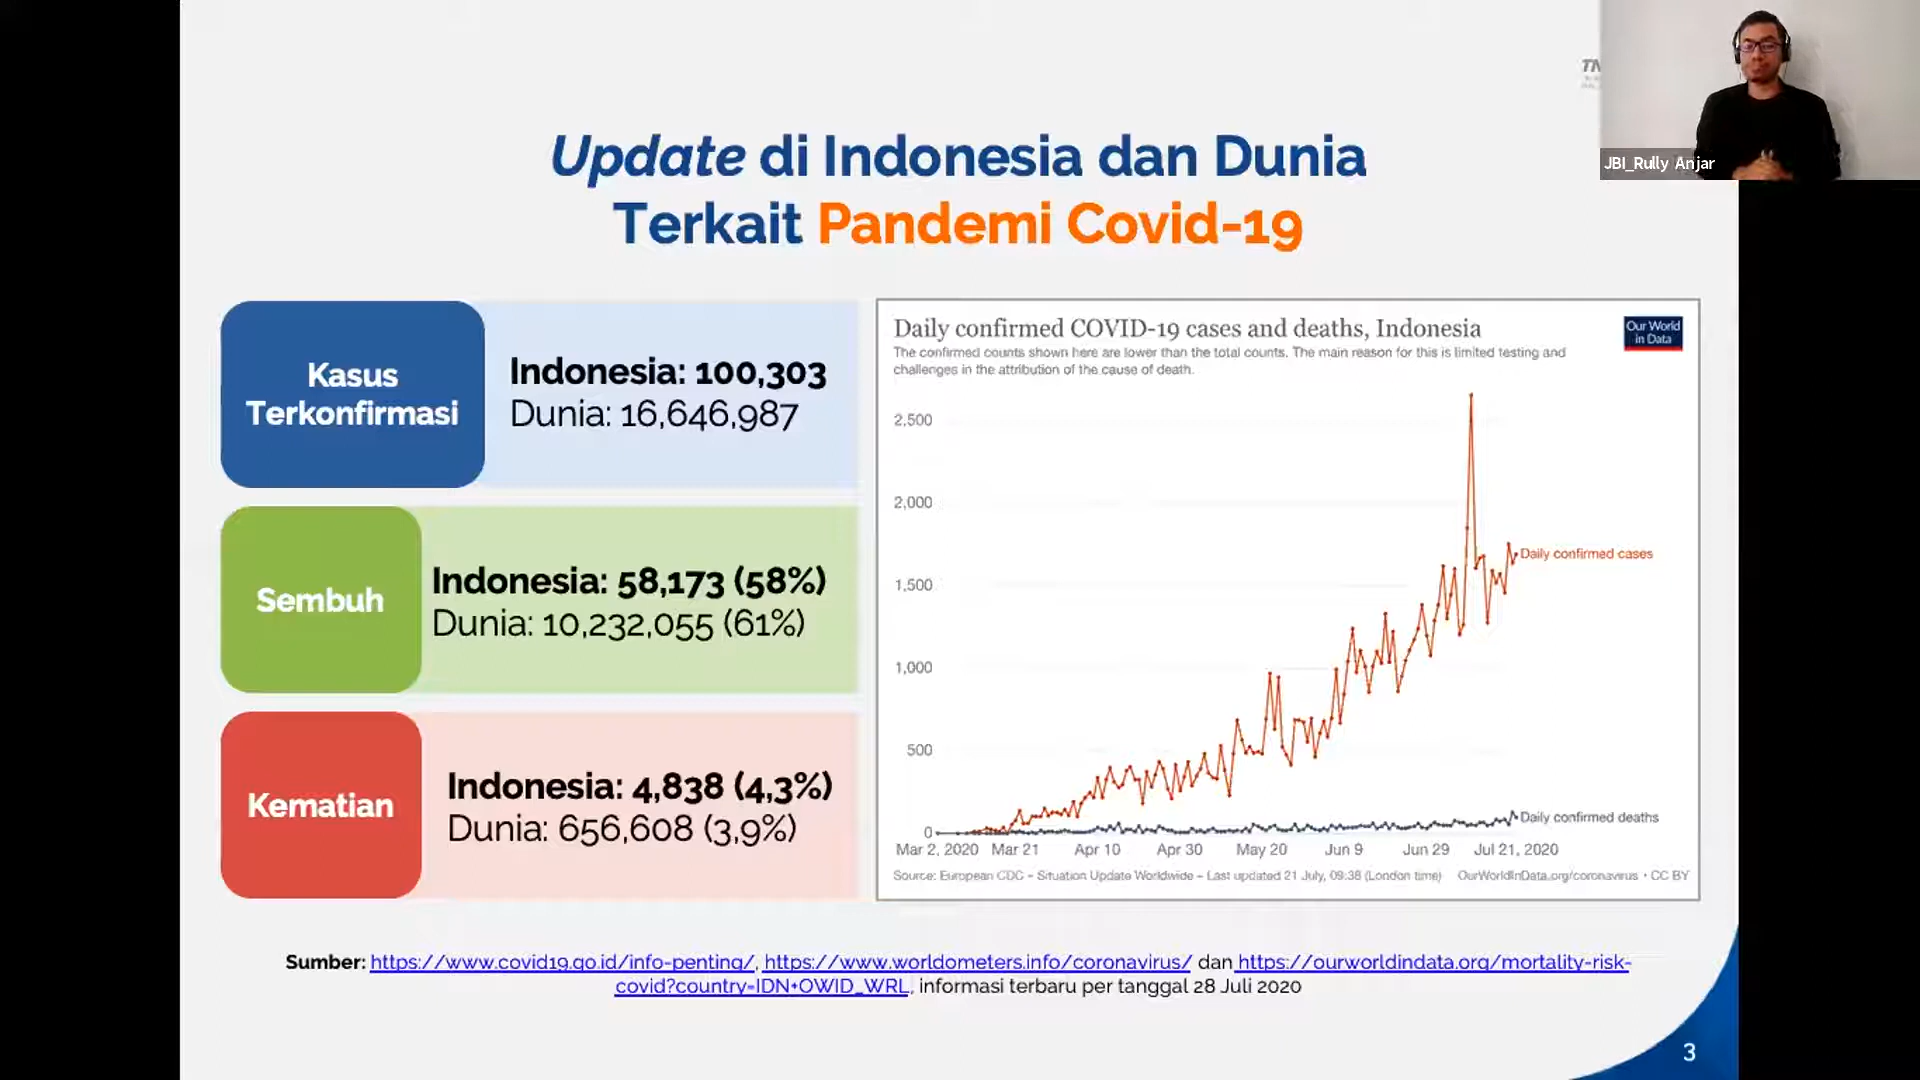 TN
JBI_Rully Anjar
Update di Indonesia dan Dunia
Terkait Pandemi Covid-19
Kasus
Terkonfirmasi
Indonesia: 100,303
Dunia: 16,646,987
Sembuh
Indonesia: 58,173 (58%)
Dunia: 10,232,055 (61%)
Kematian
Indonesia: 4,838 (4,3%)
Dunia: 656,608 (3,9%)
Daily confirmed COVID-19 cases and deaths, Indonesia
Our World
in Data
The confirmed counts shown here are lower than the total counts. The main reason for this is limited testing and
challenges in the attribution of the cause of death.
2,500
2,000
1,500
1,000
500
0
Daily confirmed cases
Daily confirmed deaths
Mar 2, 2020 Mar 21 Apr 10 Apr 30 May 20 Jun 9 Jun 29 Jul 21, 2020
Source: European CDC – Situation Update Worldwide – Last updated 21 July, 09:38 (London time) OurWorldInData.org/coronavirus • CC BY
Sumber: https://www.covid19.go.id/info-penting/, https://www.worldometers.info/coronavirus/ dan https://ourworldindata.org/mortality-risk-
covid?country=IDN+OWID_WRL, informasi terbaru per tanggal 28 Juli 2020
3